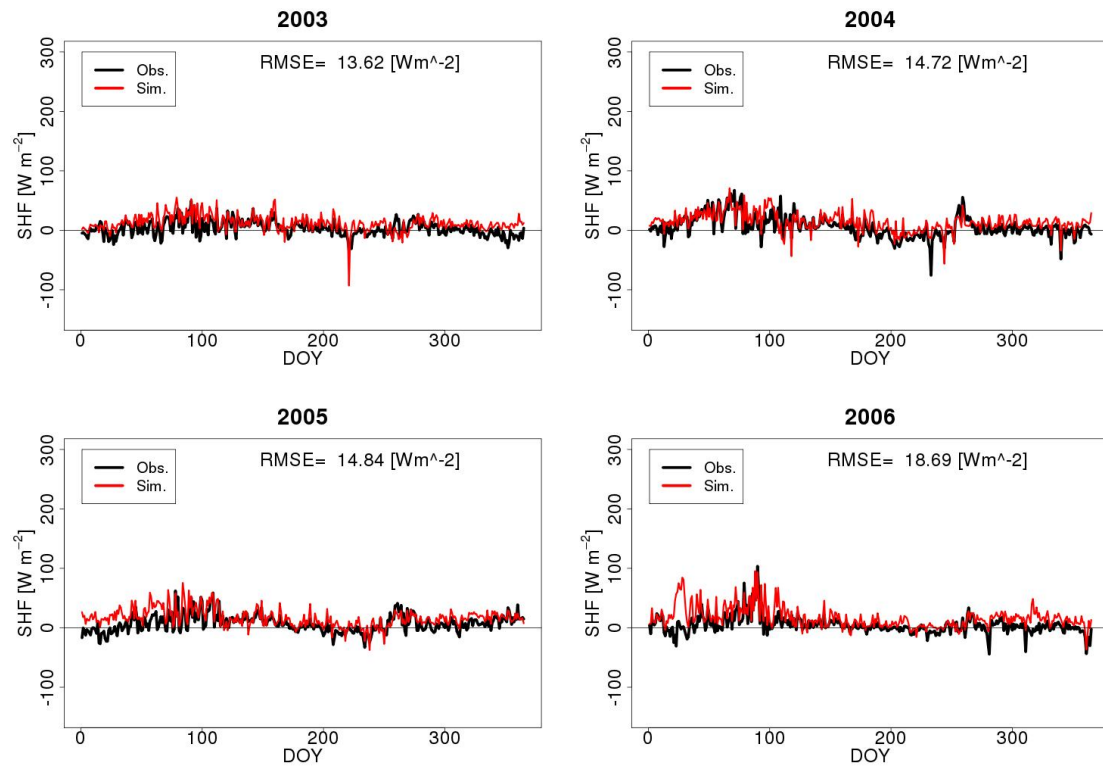 2003
300
200
100
0
-100
SHF [W m⁻²]
Obs.
Sim.
RMSE= 13.62 [Wm^-2]
0 100 200 300
DOY
2004
300
200
100
0
-100
SHF [W m⁻²]
Obs.
Sim.
RMSE= 14.72 [Wm^-2]
0 100 200 300
DOY
2005
300
200
100
0
-100
SHF [W m⁻²]
Obs.
Sim.
RMSE= 14.84 [Wm^-2]
0 100 200 300
DOY
2006
300
200
100
0
-100
SHF [W m⁻²]
Obs.
Sim.
RMSE= 18.69 [Wm^-2]
0 100 200 300
DOY